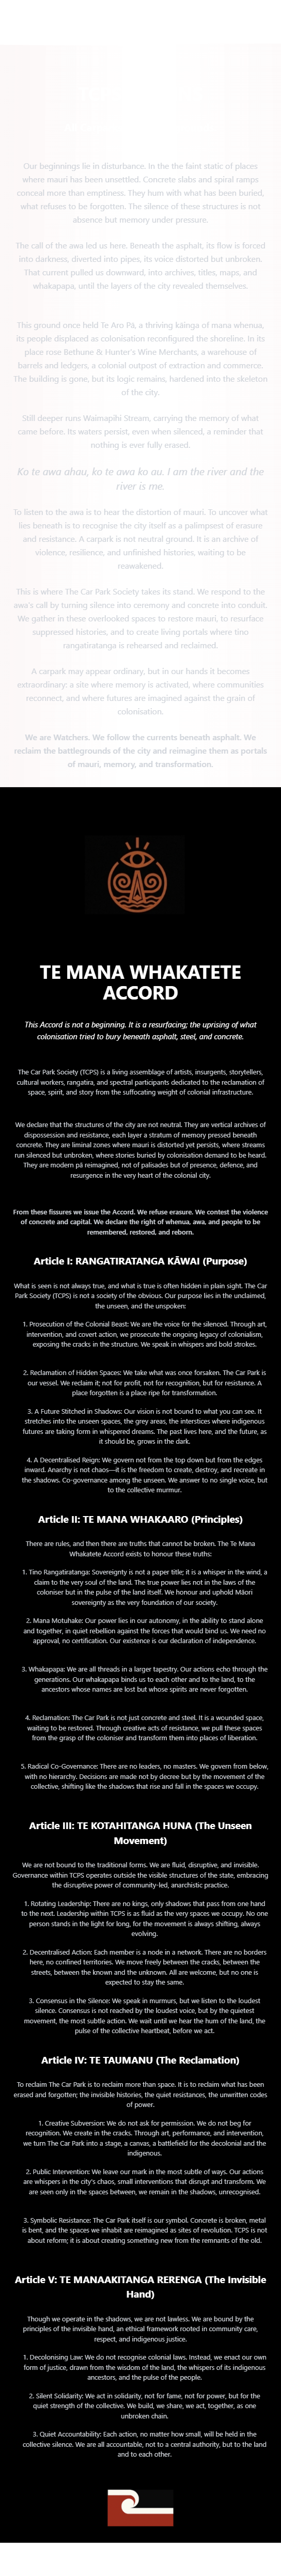 Our beginnings lie in disturbance. In the the faint static of places
where mauri has been unsettled. Concrete slabs and spiral ramps
conceal more than emptiness. They hum with what has been buried,
what refuses to be forgotten. The silence of these structures is not
absence but memory under pressure.
The call of the awa led us here. Beneath the asphalt, its flow is forced
into darkness, diverted into pipes, its voice distorted but unbroken.
That current pulled us downward, into archives, titles, maps, and
whakapapa, until the layers of the city revealed themselves.
This ground once held Te Aro Pā, a thriving kāinga of mana whenua,
its people displaced as colonisation reconfigured the shoreline. In its
place rose Bethune & Hunter's Wine Merchants, a warehouse of
barrels and ledgers, a colonial outpost of extraction and commerce.
The building is gone, but its logic remains, hardened into the skeleton
of the city.
Still deeper runs Waimapihi Stream, carrying the memory of what
came before. Its waters persist, even when silenced, a reminder that
nothing is ever fully erased.
Ko te awa ahau, ko te awa ko au. I am the river and the
river is me.
To listen to the awa is to hear the distortion of mauri. To uncover what
lies beneath is to recognise the city itself as a palimpsest of erasure
and resistance. A carpark is not neutral ground. It is an archive of
violence, resilience, and unfinished histories, waiting to be
reawakened.
This is where The Car Park Society takes its stand. We respond to the
awa's call by turning silence into ceremony and concrete into conduit.
We gather in these overlooked spaces to restore mauri, to resurface
suppressed histories, and to create living portals where tino
rangatiratanga is rehearsed and reclaimed.
A carpark may appear ordinary, but in our hands it becomes
extraordinary: a site where memory is activated, where communities
reconnect, and where futures are imagined against the grain of
colonisation.
We are Watchers. We follow the currents beneath asphalt. We
reclaim the battlegrounds of the city and reimagine them as portals
of mauri, memory, and transformation.
TE MANA WHAKATETE
ACCORD
This Accord is not a beginning. It is a resurfacing; the uprising of what
colonisation tried to bury beneath asphalt, steel, and concrete.
The Car Park Society (TCPS) is a living assemblage of artists, insurgents, storytellers,
cultural workers, rangatira, and spectral participants dedicated to the reclamation of
space, spirit, and story from the suffocating weight of colonial infrastructure.
We declare that the structures of the city are not neutral. They are vertical archives of
dispossession and resistance, each layer a stratum of memory pressed beneath
concrete. They are liminal zones where mauri is distorted yet persists, where streams
run silenced but unbroken, where stories buried by colonisation demand to be heard.
They are modern pā reimagined, not of palisades but of presence, defence, and
resurgence in the very heart of the colonial city.
From these fissures we issue the Accord. We refuse erasure. We contest the violence
of concrete and capital. We declare the right of whenua, awa, and people to be
remembered, restored, and reborn.
Article I: RANGATIRATANGA KĀWAI (Purpose)
What is seen is not always true, and what is true is often hidden in plain sight. The Car
Park Society (TCPS) is not a society of the obvious. Our purpose lies in the unclaimed,
the unseen, and the unspoken:
1. Prosecution of the Colonial Beast: We are the voice for the silenced. Through art,
intervention, and covert action, we prosecute the ongoing legacy of colonialism,
exposing the cracks in the structure. We speak in whispers and bold strokes.
2. Reclamation of Hidden Spaces: We take what was once forsaken. The Car Park is
our vessel. We reclaim it; not for profit, not for recognition, but for resistance. A
place forgotten is a place ripe for transformation.
3. A Future Stitched in Shadows: Our vision is not bound to what you can see. It
stretches into the unseen spaces, the grey areas, the interstices where indigenous
futures are taking form in whispered dreams. The past lives here, and the future, as
it should be, grows in the dark.
4. A Decentralised Reign: We govern not from the top down but from the edges
inward. Anarchy is not chaos—it is the freedom to create, destroy, and recreate in
the shadows. Co-governance among the unseen. We answer to no single voice, but
to the collective murmur.
Article II: TE MANA WHAKAARO (Principles)
There are rules, and then there are truths that cannot be broken. The Te Mana
Whakatete Accord exists to honour these truths:
1. Tino Rangatiratanga: Sovereignty is not a paper title; it is a whisper in the wind, a
claim to the very soul of the land. The true power lies not in the laws of the
coloniser but in the pulse of the land itself. We honour and uphold Māori
sovereignty as the very foundation of our society.
2. Mana Motuhake: Our power lies in our autonomy, in the ability to stand alone
and together, in quiet rebellion against the forces that would bind us. We need no
approval, no certification. Our existence is our declaration of independence.
3. Whakapapa: We are all threads in a larger tapestry. Our actions echo through the
generations. Our whakapapa binds us to each other and to the land, to the
ancestors whose names are lost but whose spirits are never forgotten.
4. Reclamation: The Car Park is not just concrete and steel. It is a wounded space,
waiting to be restored. Through creative acts of resistance, we pull these spaces
from the grasp of the coloniser and transform them into places of liberation.
5. Radical Co-Governance: There are no leaders, no masters. We govern from below,
with no hierarchy. Decisions are made not by decree but by the movement of the
collective, shifting like the shadows that rise and fall in the spaces we occupy.
Article III: TE KOTAHITANGA HUNA (The Unseen
Movement)
We are not bound to the traditional forms. We are fluid, disruptive, and invisible.
Governance within TCPS operates outside the visible structures of the state, embracing
the disruptive power of community-led, anarchistic practice.
1. Rotating Leadership: There are no kings, only shadows that pass from one hand
to the next. Leadership within TCPS is as fluid as the very spaces we occupy. No one
person stands in the light for long, for the movement is always shifting, always
evolving.
2. Decentralised Action: Each member is a node in a network. There are no borders
here, no confined territories. We move freely between the cracks, between the
streets, between the known and the unknown. All are welcome, but no one is
expected to stay the same.
3. Consensus in the Silence: We speak in murmurs, but we listen to the loudest
silence. Consensus is not reached by the loudest voice, but by the quietest
movement, the most subtle action. We wait until we hear the hum of the land, the
pulse of the collective heartbeat, before we act.
Article IV: TE TAUMANU (The Reclamation)
To reclaim The Car Park is to reclaim more than space. It is to reclaim what has been
erased and forgotten; the invisible histories, the quiet resistances, the unwritten codes
of power.
1. Creative Subversion: We do not ask for permission. We do not beg for
recognition. We create in the cracks. Through art, performance, and intervention,
we turn The Car Park into a stage, a canvas, a battlefield for the decolonial and the
indigenous.
2. Public Intervention: We leave our mark in the most subtle of ways. Our actions
are whispers in the city's chaos, small interventions that disrupt and transform. We
are seen only in the spaces between, we remain in the shadows, unrecognised.
3. Symbolic Resistance: The Car Park itself is our symbol. Concrete is broken, metal
is bent, and the spaces we inhabit are reimagined as sites of revolution. TCPS is not
about reform; it is about creating something new from the remnants of the old.
Article V: TE MANAAKITANGA RERENGA (The Invisible
Hand)
Though we operate in the shadows, we are not lawless. We are bound by the
principles of the invisible hand, an ethical framework rooted in community care,
respect, and indigenous justice.
1. Decolonising Law: We do not recognise colonial laws. Instead, we enact our own
form of justice, drawn from the wisdom of the land, the whispers of its indigenous
ancestors, and the pulse of the people.
2. Silent Solidarity: We act in solidarity, not for fame, not for power, but for the
quiet strength of the collective. We build, we share, we act, together, as one
unbroken chain.
3. Quiet Accountability: Each action, no matter how small, will be held in the
collective silence. We are all accountable, not to a central authority, but to the land
and to each other.